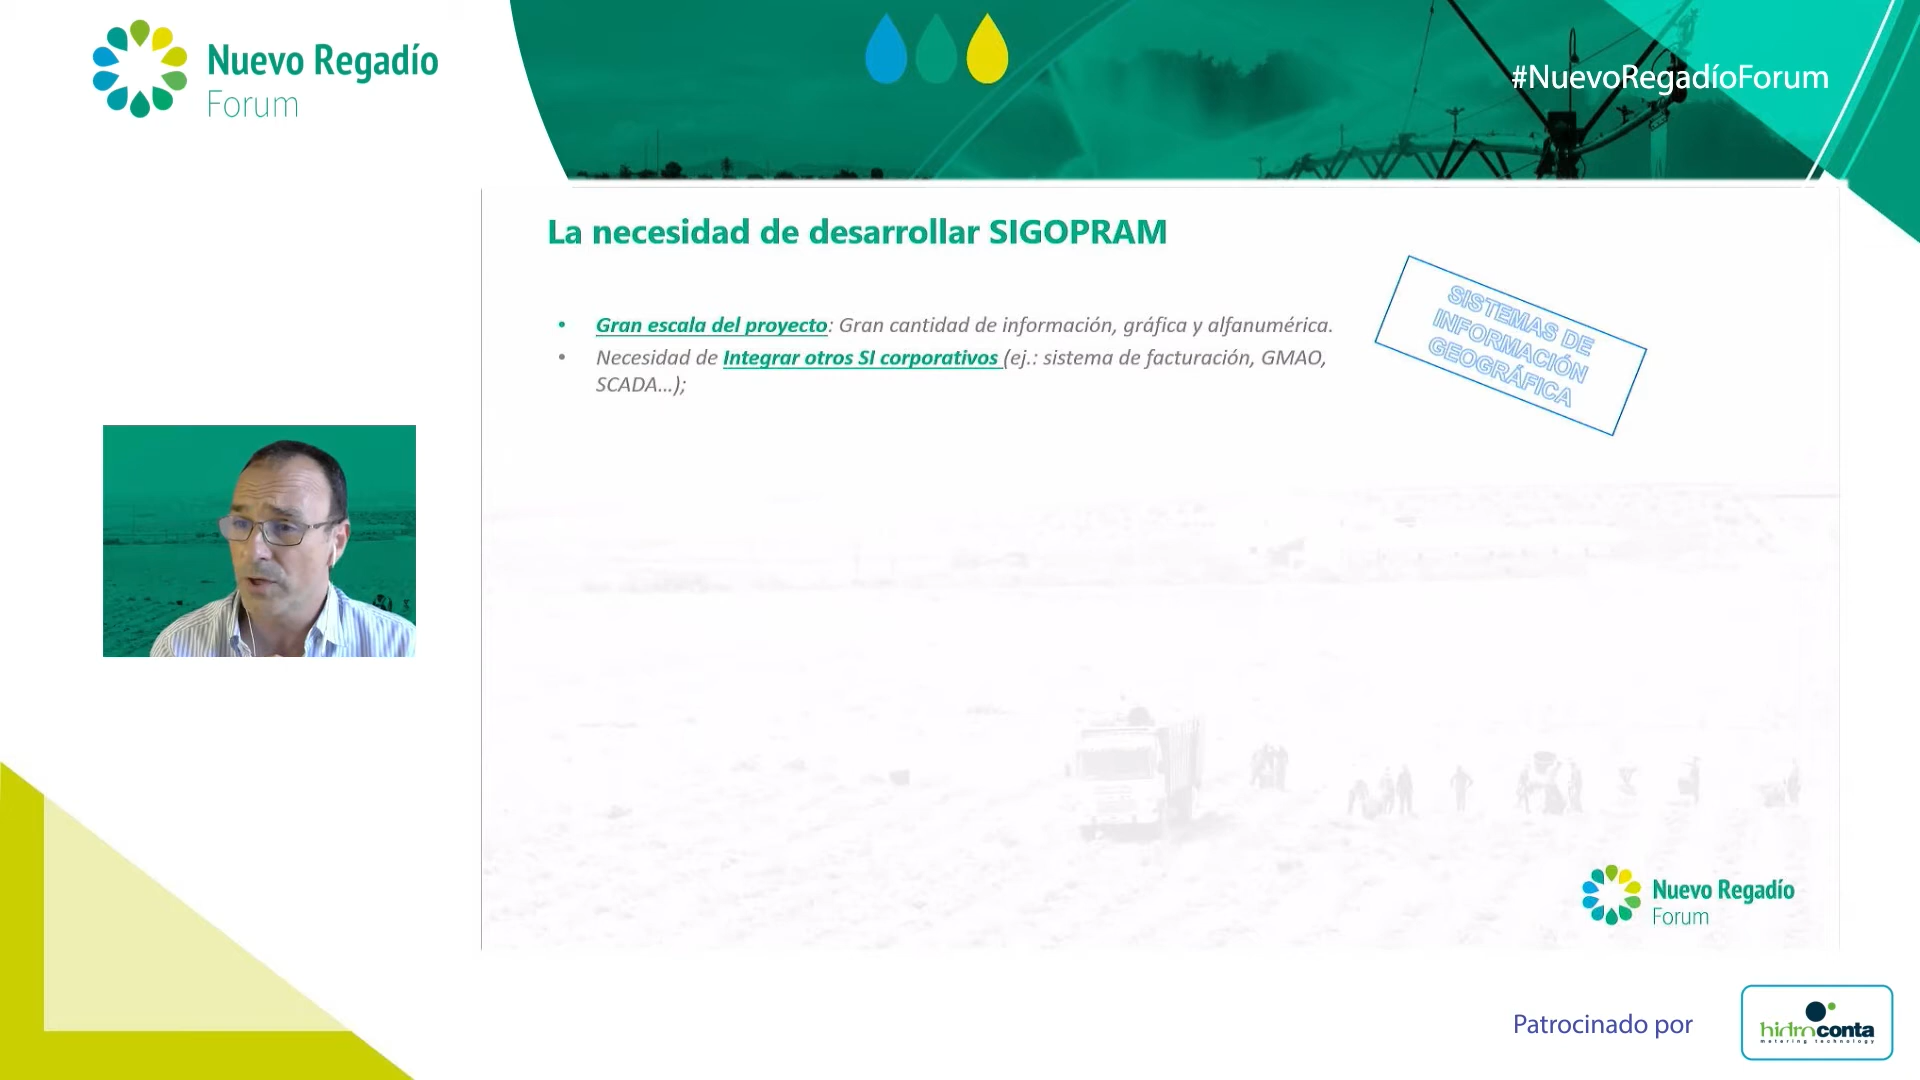 Nuevo Regadío
Forum
#NuevoRegadíoForum
La necesidad de desarrollar SIGOPRAM
• Gran escala del proyecto: Gran cantidad de información, gráfica y alfanumérica.
• Necesidad de Integrar otros SI corporativos (ej.: sistema de facturación, GMAO,
SCADA...);
SISTEMAS DE
INFORMACIÓN
GEOGRÁFICA
Nuevo Regadío
Forum
Patrocinado por
hidroconta
metering technology